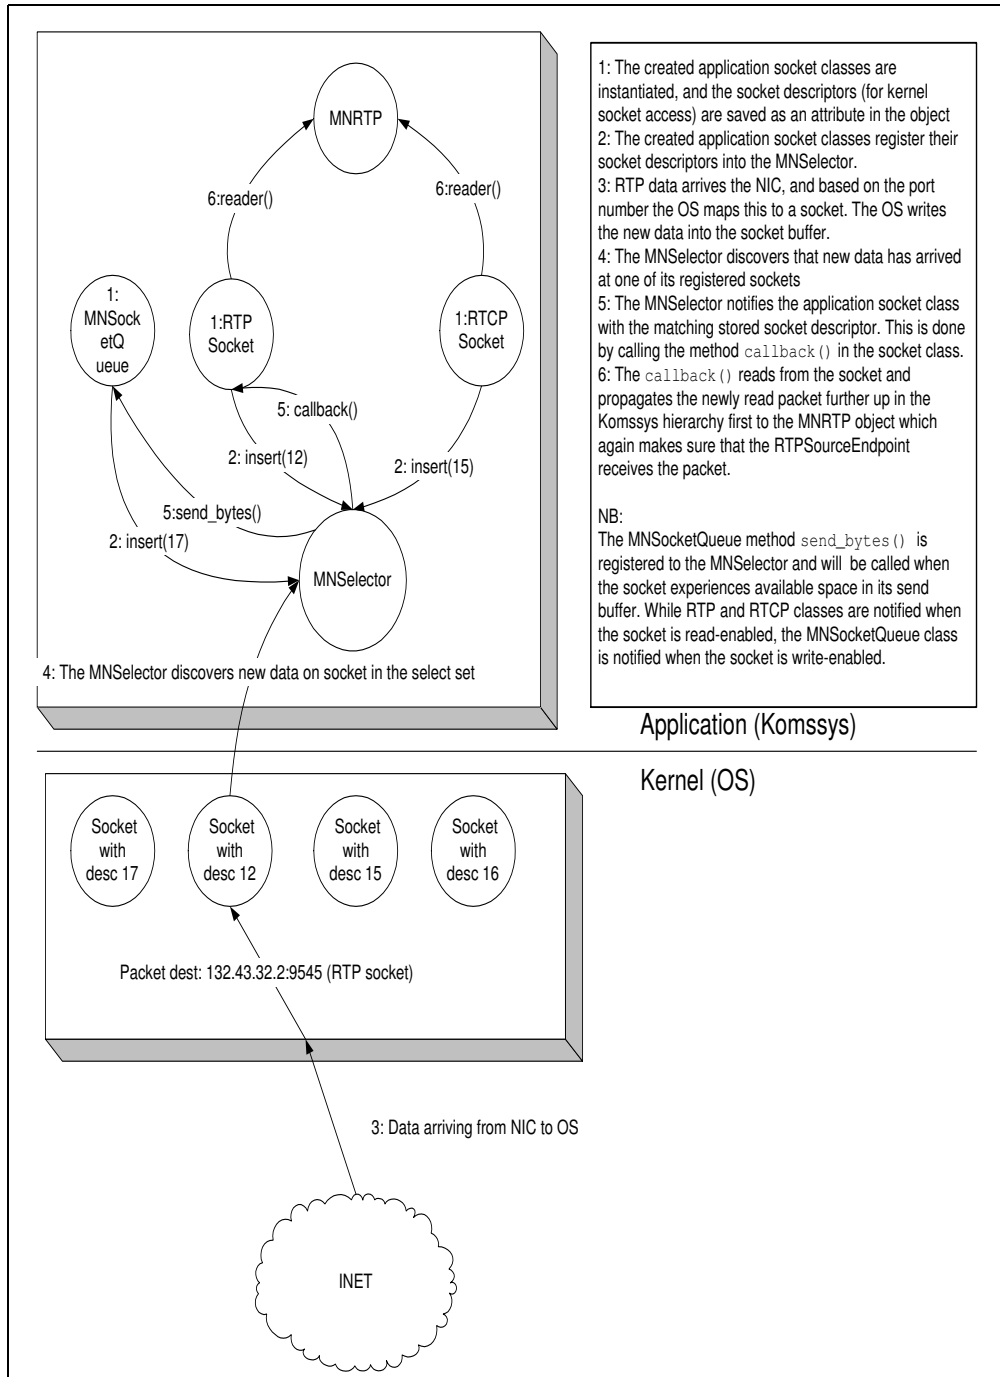 MNRTP
6:reader()
6:reader()
1:
MNSock
etQ
ueue
1:RTP
Socket
1:RTCP
Socket
5: callback()
2: insert(12)
2: insert(15)
5:send_bytes()
2: insert(17)
MNSelector
4: The MNSelector discovers new data on socket in the select set
1: The created application socket classes are
instantiated, and the socket descriptors (for kernel
socket access) are saved as an attribute in the object
2: The created application socket classes register their
socket descriptors into the MNSelector.
3: RTP data arrives the NIC, and based on the port
number the OS maps this to a socket. The OS writes
the new data into the socket buffer.
4: The MNSelector discovers that new data has arrived
at one of its registered sockets
5: The MNSelector notifies the application socket class
with the matching stored socket descriptor. This is done
by calling the method callback() in the socket class.
6: The callback() reads from the socket and
propagates the newly read packet further up in the
Komssys hierarchy first to the MNRTP object which
again makes sure that the RTPSourceEndpoint
receives the packet.
NB:
The MNSocketQueue method send_bytes() is
registered to the MNSelector and will be called when
the socket experiences available space in its send
buffer. While RTP and RTCP classes are notified when
the socket is read-enabled, the MNSocketQueue class
is notified when the socket is write-enabled.
Application (Komssys)
Kernel (OS)
Socket
with
desc 17
Socket
with
desc 12
Socket
with
desc 15
Socket
with
desc 16
Packet dest: 132.43.32.2:9545 (RTP socket)
3: Data arriving from NIC to OS
INET